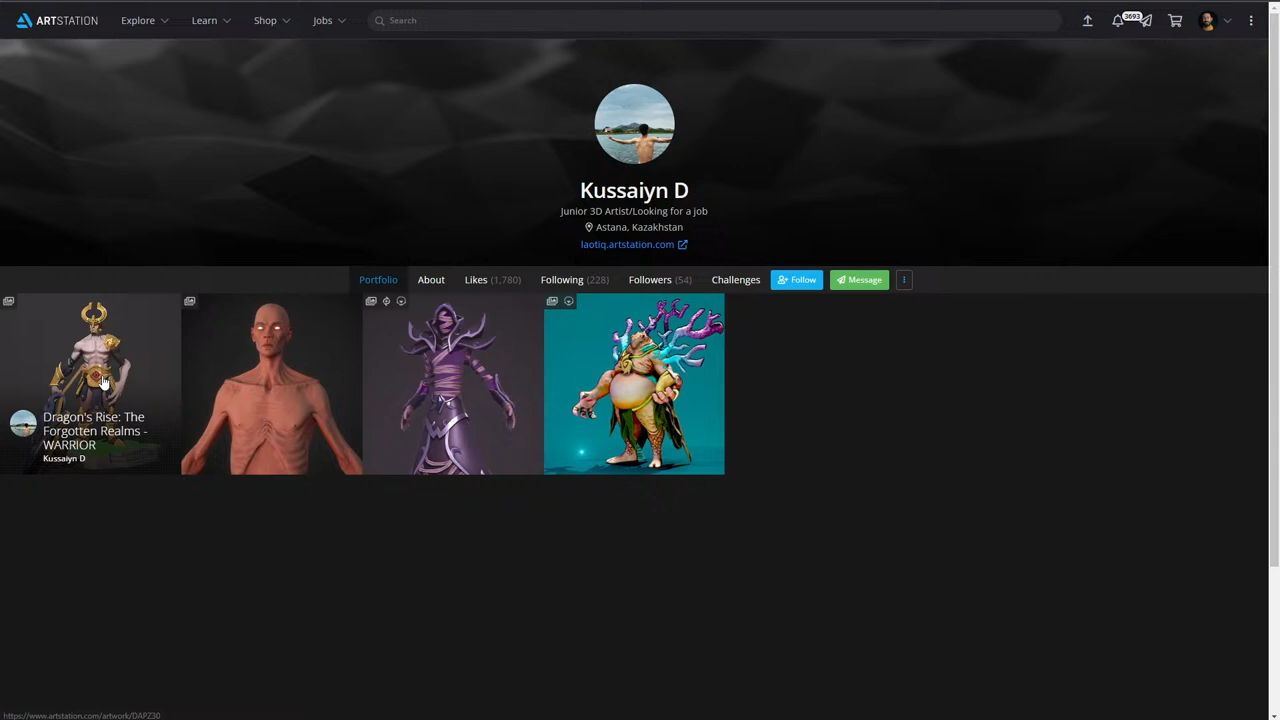 ARTSTATION
Explore
Learn
Shop
Jobs
Search
3693
Kussaiyn D
Junior 3D Artist/Looking for a job
Astana, Kazakhstan
laotiq.artstation.com
Portfolio
About
Likes (1,780)
Following (228)
Followers (54)
Challenges
Follow
Message
Dragon's Rise: The
Forgotten Realms -
WARRIOR
Kussaiyn D
https://www.artstation.com/artwork/DAPZ30